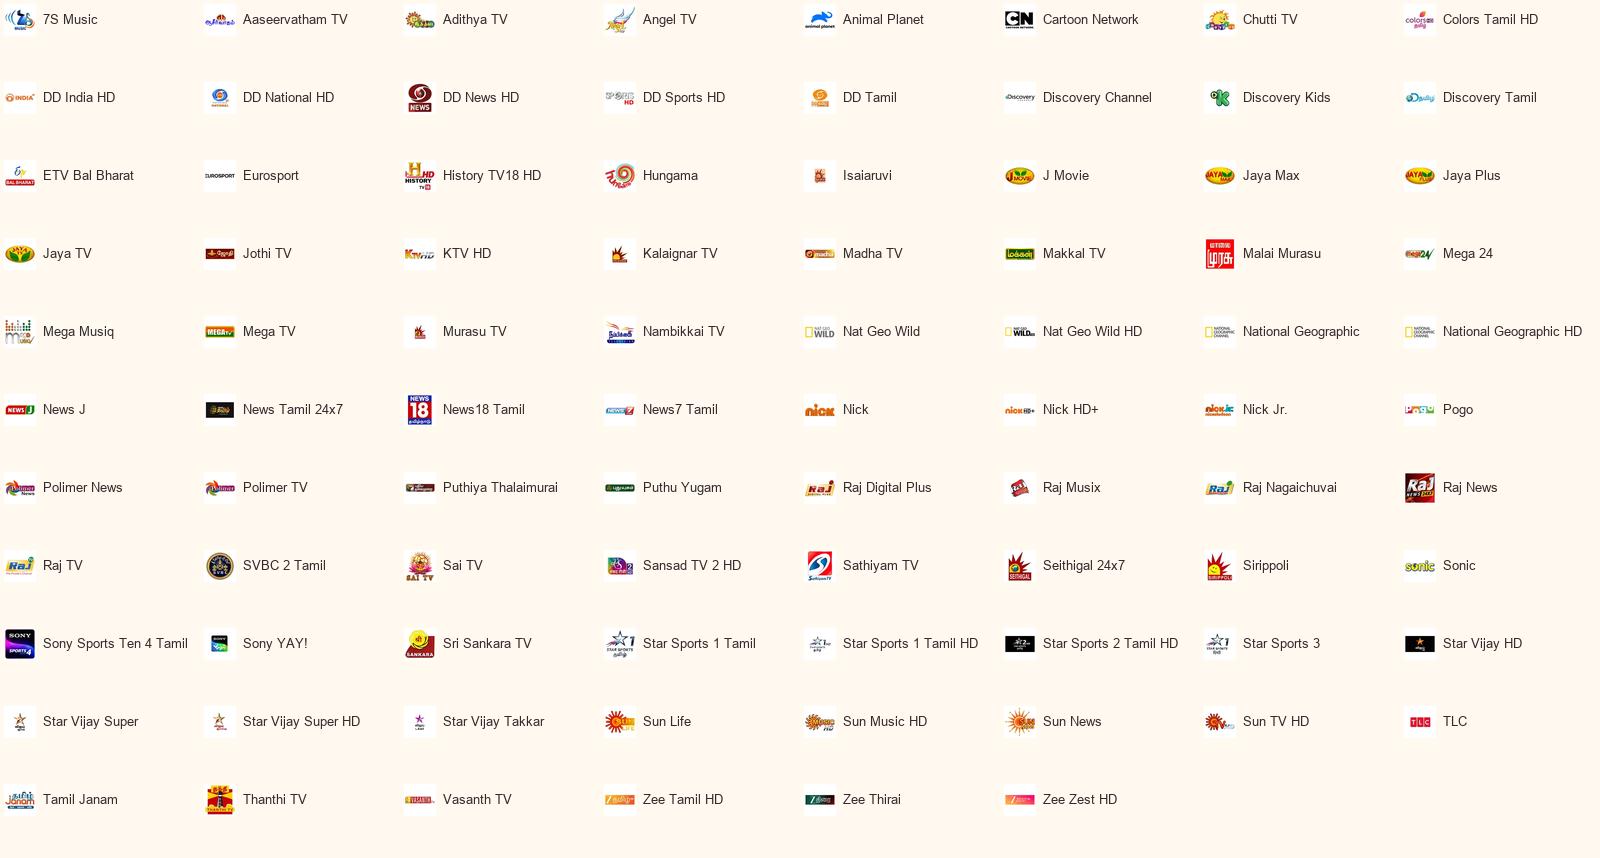 7S Music
Aaseervatham TV
Adithya TV
Angel TV
Animal Planet
Cartoon Network
Chutti TV
Colors Tamil HD
DD India HD
DD National HD
DD News HD
DD Sports HD
DD Tamil
Discovery Channel
Discovery Kids
Discovery Tamil
ETV Bal Bharat
Eurosport
History TV18 HD
Hungama
Isaiaruvi
J Movie
Jaya Max
Jaya Plus
Jaya TV
Jothi TV
KTV HD
Kalaignar TV
Madha TV
Makkal TV
Malai Murasu
Mega 24
Mega Musiq
Mega TV
Murasu TV
Nambikkai TV
Nat Geo Wild
Nat Geo Wild HD
National Geographic
National Geographic HD
News J
News Tamil 24x7
News18 Tamil
News7 Tamil
Nick
Nick HD+
Nick Jr.
Pogo
Polimer News
Polimer TV
Puthiya Thalaimurai
Puthu Yugam
Raj Digital Plus
Raj Musix
Raj Nagaichuvai
Raj News
Raj TV
SVBC 2 Tamil
Sai TV
Sansad TV 2 HD
Sathiyam TV
Seithigal 24x7
Sirippoli
Sonic
Sony Sports Ten 4 Tamil
Sony YAY!
Sri Sankara TV
Star Sports 1 Tamil
Star Sports 1 Tamil HD
Star Sports 2 Tamil HD
Star Sports 3
Star Vijay HD
Star Vijay Super
Star Vijay Super HD
Star Vijay Takkar
Sun Life
Sun Music HD
Sun News
Sun TV HD
TLC
Tamil Janam
Thanthi TV
Vasanth TV
Zee Tamil HD
Zee Thirai
Zee Zest HD